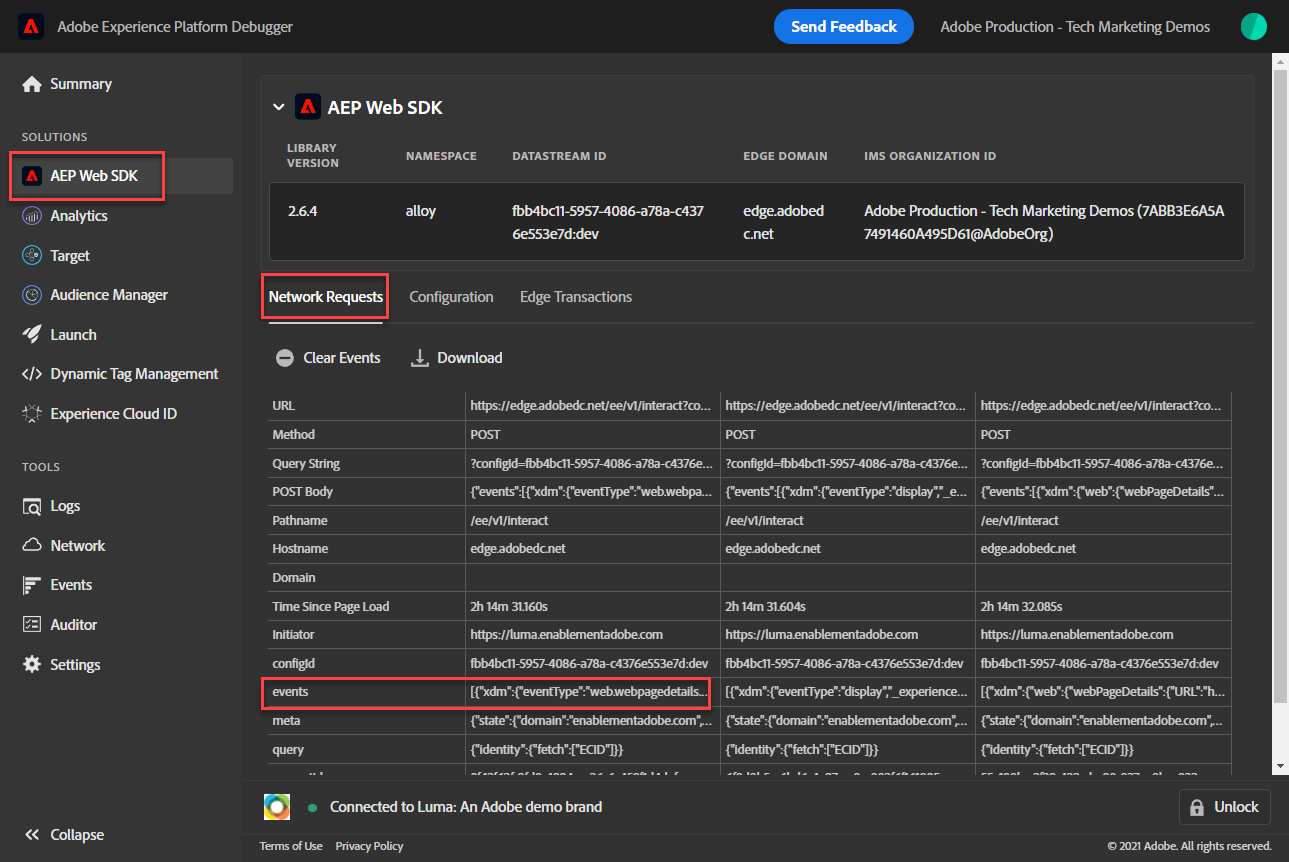 Adobe Experience Platform Debugger
Send Feedback
Adobe Production - Tech Marketing Demos
Summary
SOLUTIONS
AEP Web SDK
Analytics
Target
Audience Manager
Launch
Dynamic Tag Management
Experience Cloud ID
TOOLS
Logs
Network
Events
Auditor
Settings
Collapse
AEP Web SDK
LIBRARY VERSION NAMESPACE DATASTREAM ID EDGE DOMAIN IMS ORGANIZATION ID
2.6.4 alloy fbb4bc11-5957-4086-a78a-c437 edge.adobed Adobe Production - Tech Marketing Demos (7ABB3E6A5A
6e553e7d:dev c.net 7491460A495D61@AdobeOrg)
Network Requests Configuration Edge Transactions
Clear Events Download
URL https://edge.adobedc.net/ee/v1/interact?co... https://edge.adobedc.net/ee/v1/interact?co... https://edge.adobedc.net/ee/v1/interact?co...
Method POST POST POST
Query String ?configId=fbb4bc11-5957-4086-a78a-c4376e... ?configId=fbb4bc11-5957-4086-a78a-c4376e... ?configId=fbb4bc11-5957-4086-a78a-c4376e...
POST Body {"events":[{"xdm":{"eventType":"web.webpa... {"events":[{"xdm":{"eventType":"display","_e... {"events":[{"xdm":{"web":{"webPageDetails"...
Pathname /ee/v1/interact /ee/v1/interact /ee/v1/interact
Hostname edge.adobedc.net edge.adobedc.net edge.adobedc.net
Domain
Time Since Page Load 2h 14m 31.160s 2h 14m 31.604s 2h 14m 32.085s
Initiator https://luma.enablementadobe.com https://luma.enablementadobe.com https://luma.enablementadobe.com
configId fbb4bc11-5957-4086-a78a-c4376e553e7d:dev fbb4bc11-5957-4086-a78a-c4376e553e7d:dev fbb4bc11-5957-4086-a78a-c4376e553e7d:dev
events [{"xdm":{"eventType":"web.webpagedetails... [{"xdm":{"eventType":"display","_experience... [{"xdm":{"web":{"webPageDetails":{"URL":"h...
meta {"state":{"domain":"enablementadobe.com",... {"state":{"domain":"enablementadobe.com",... {"state":{"domain":"enablementadobe.com",...
query {"identity":{"fetch":["ECID"]}} {"identity":{"fetch":["ECID"]}} {"identity":{"fetch":["ECID"]}}
Connected to Luma: An Adobe demo brand
Unlock
Terms of Use Privacy Policy © 2021 Adobe. All rights reserved.